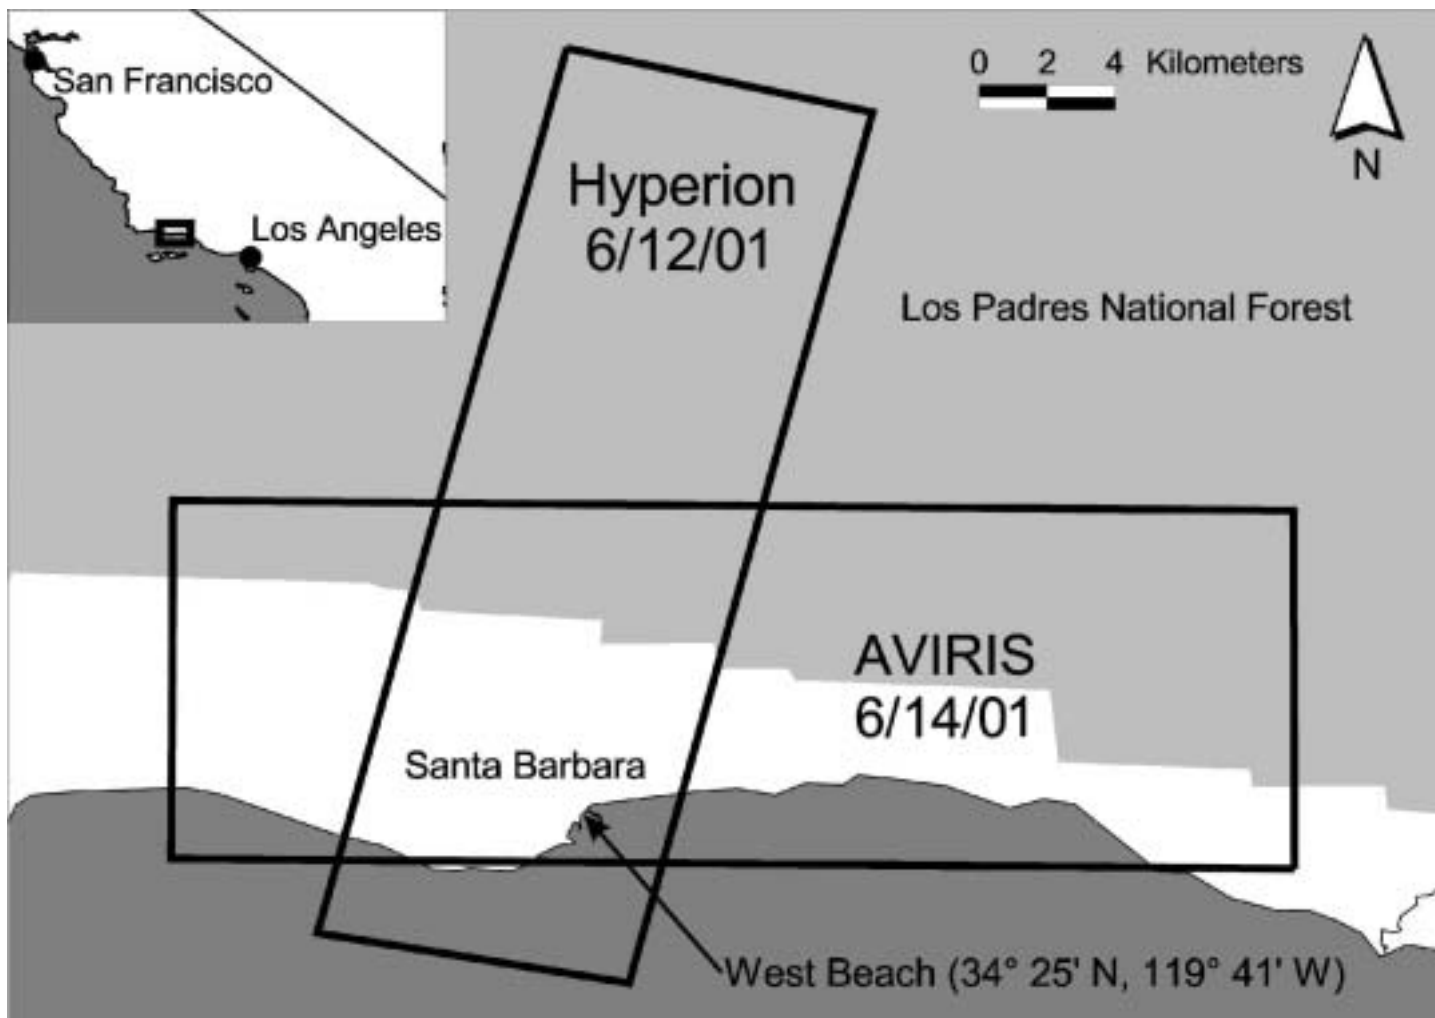 San Francisco
Los Angeles
0 2 4 Kilometers
N
Hyperion
6/12/01
Los Padres National Forest
AVIRIS
6/14/01
Santa Barbara
West Beach (34° 25' N, 119° 41' W)